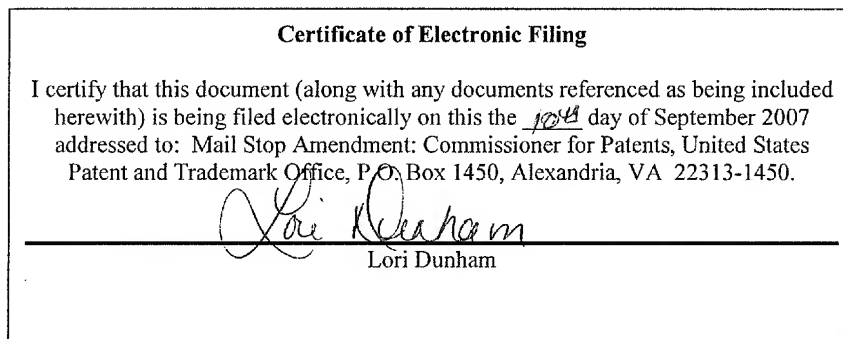 Certificate of Electronic Filing
I certify that this document (along with any documents referenced as being included
herewith) is being filed electronically on this the 10th day of September 2007
addressed to: Mail Stop Amendment: Commissioner for Patents, United States
Patent and Trademark Office, P.O. Box 1450, Alexandria, VA 22313-1450.
Lori Dunham
Lori Dunham